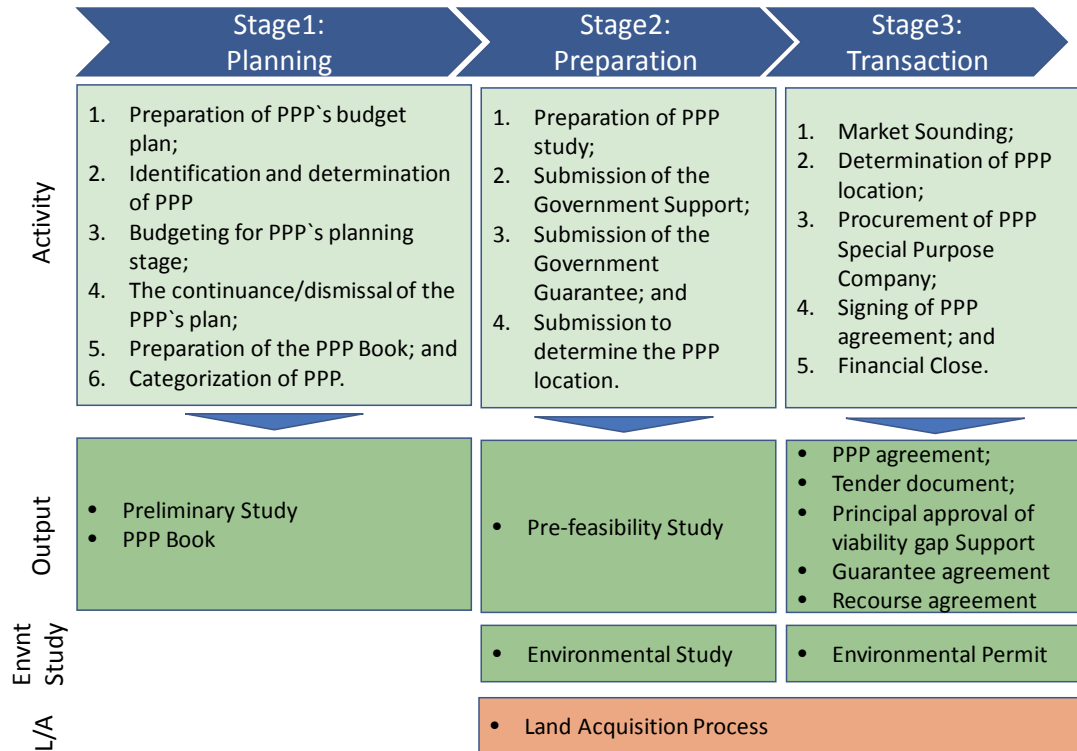 Stage1:
Planning
Stage2:
Preparation
Stage3:
Transaction
Activity
1. Preparation of PPP`s budget
plan;
2. Identification and determination
of PPP
3. Budgeting for PPP`s planning
stage;
4. The continuance/dismissal of the
PPP`s plan;
5. Preparation of the PPP Book; and
6. Categorization of PPP.
1. Preparation of PPP
study;
2. Submission of the
Government Support;
3. Submission of the
Government
Guarantee; and
4. Submission to
determine the PPP
location.
1. Market Sounding;
2. Determination of PPP
location;
3. Procurement of PPP
Special Purpose
Company;
4. Signing of PPP
agreement; and
5. Financial Close.
Output
• Preliminary Study
• PPP Book
• Pre-feasibility Study
• PPP agreement;
• Tender document;
• Principal approval of
viability gap Support
• Guarantee agreement
• Recourse agreement
Envnt
Study
• Environmental Study
• Environmental Permit
L/A
• Land Acquisition Process